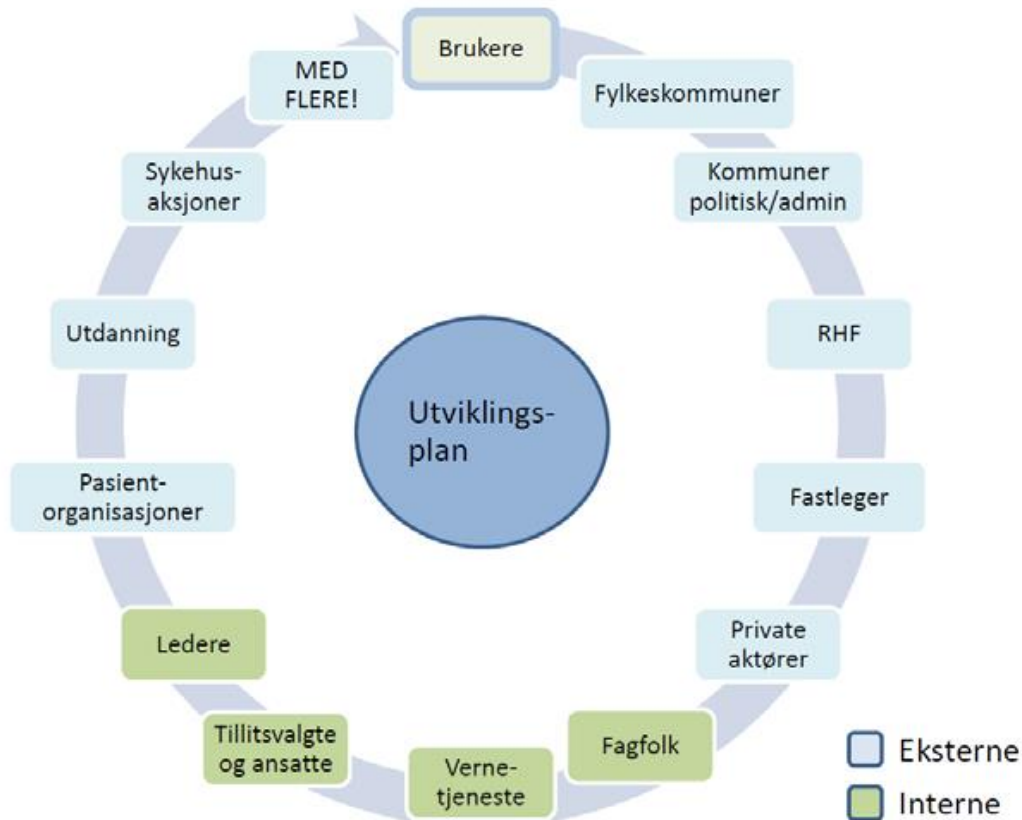 Brukere
Fylkeskommuner
Kommuner
politisk/admin
RHF
Fastleger
Private
aktører
Fagfolk
Verne-
tjeneste
Tillitsvalgte
og ansatte
Ledere
Pasient-
organisasjoner
Utdanning
Sykehus-
aksjoner
MED
FLERE!
Utviklings-
plan
Eksterne
Interne